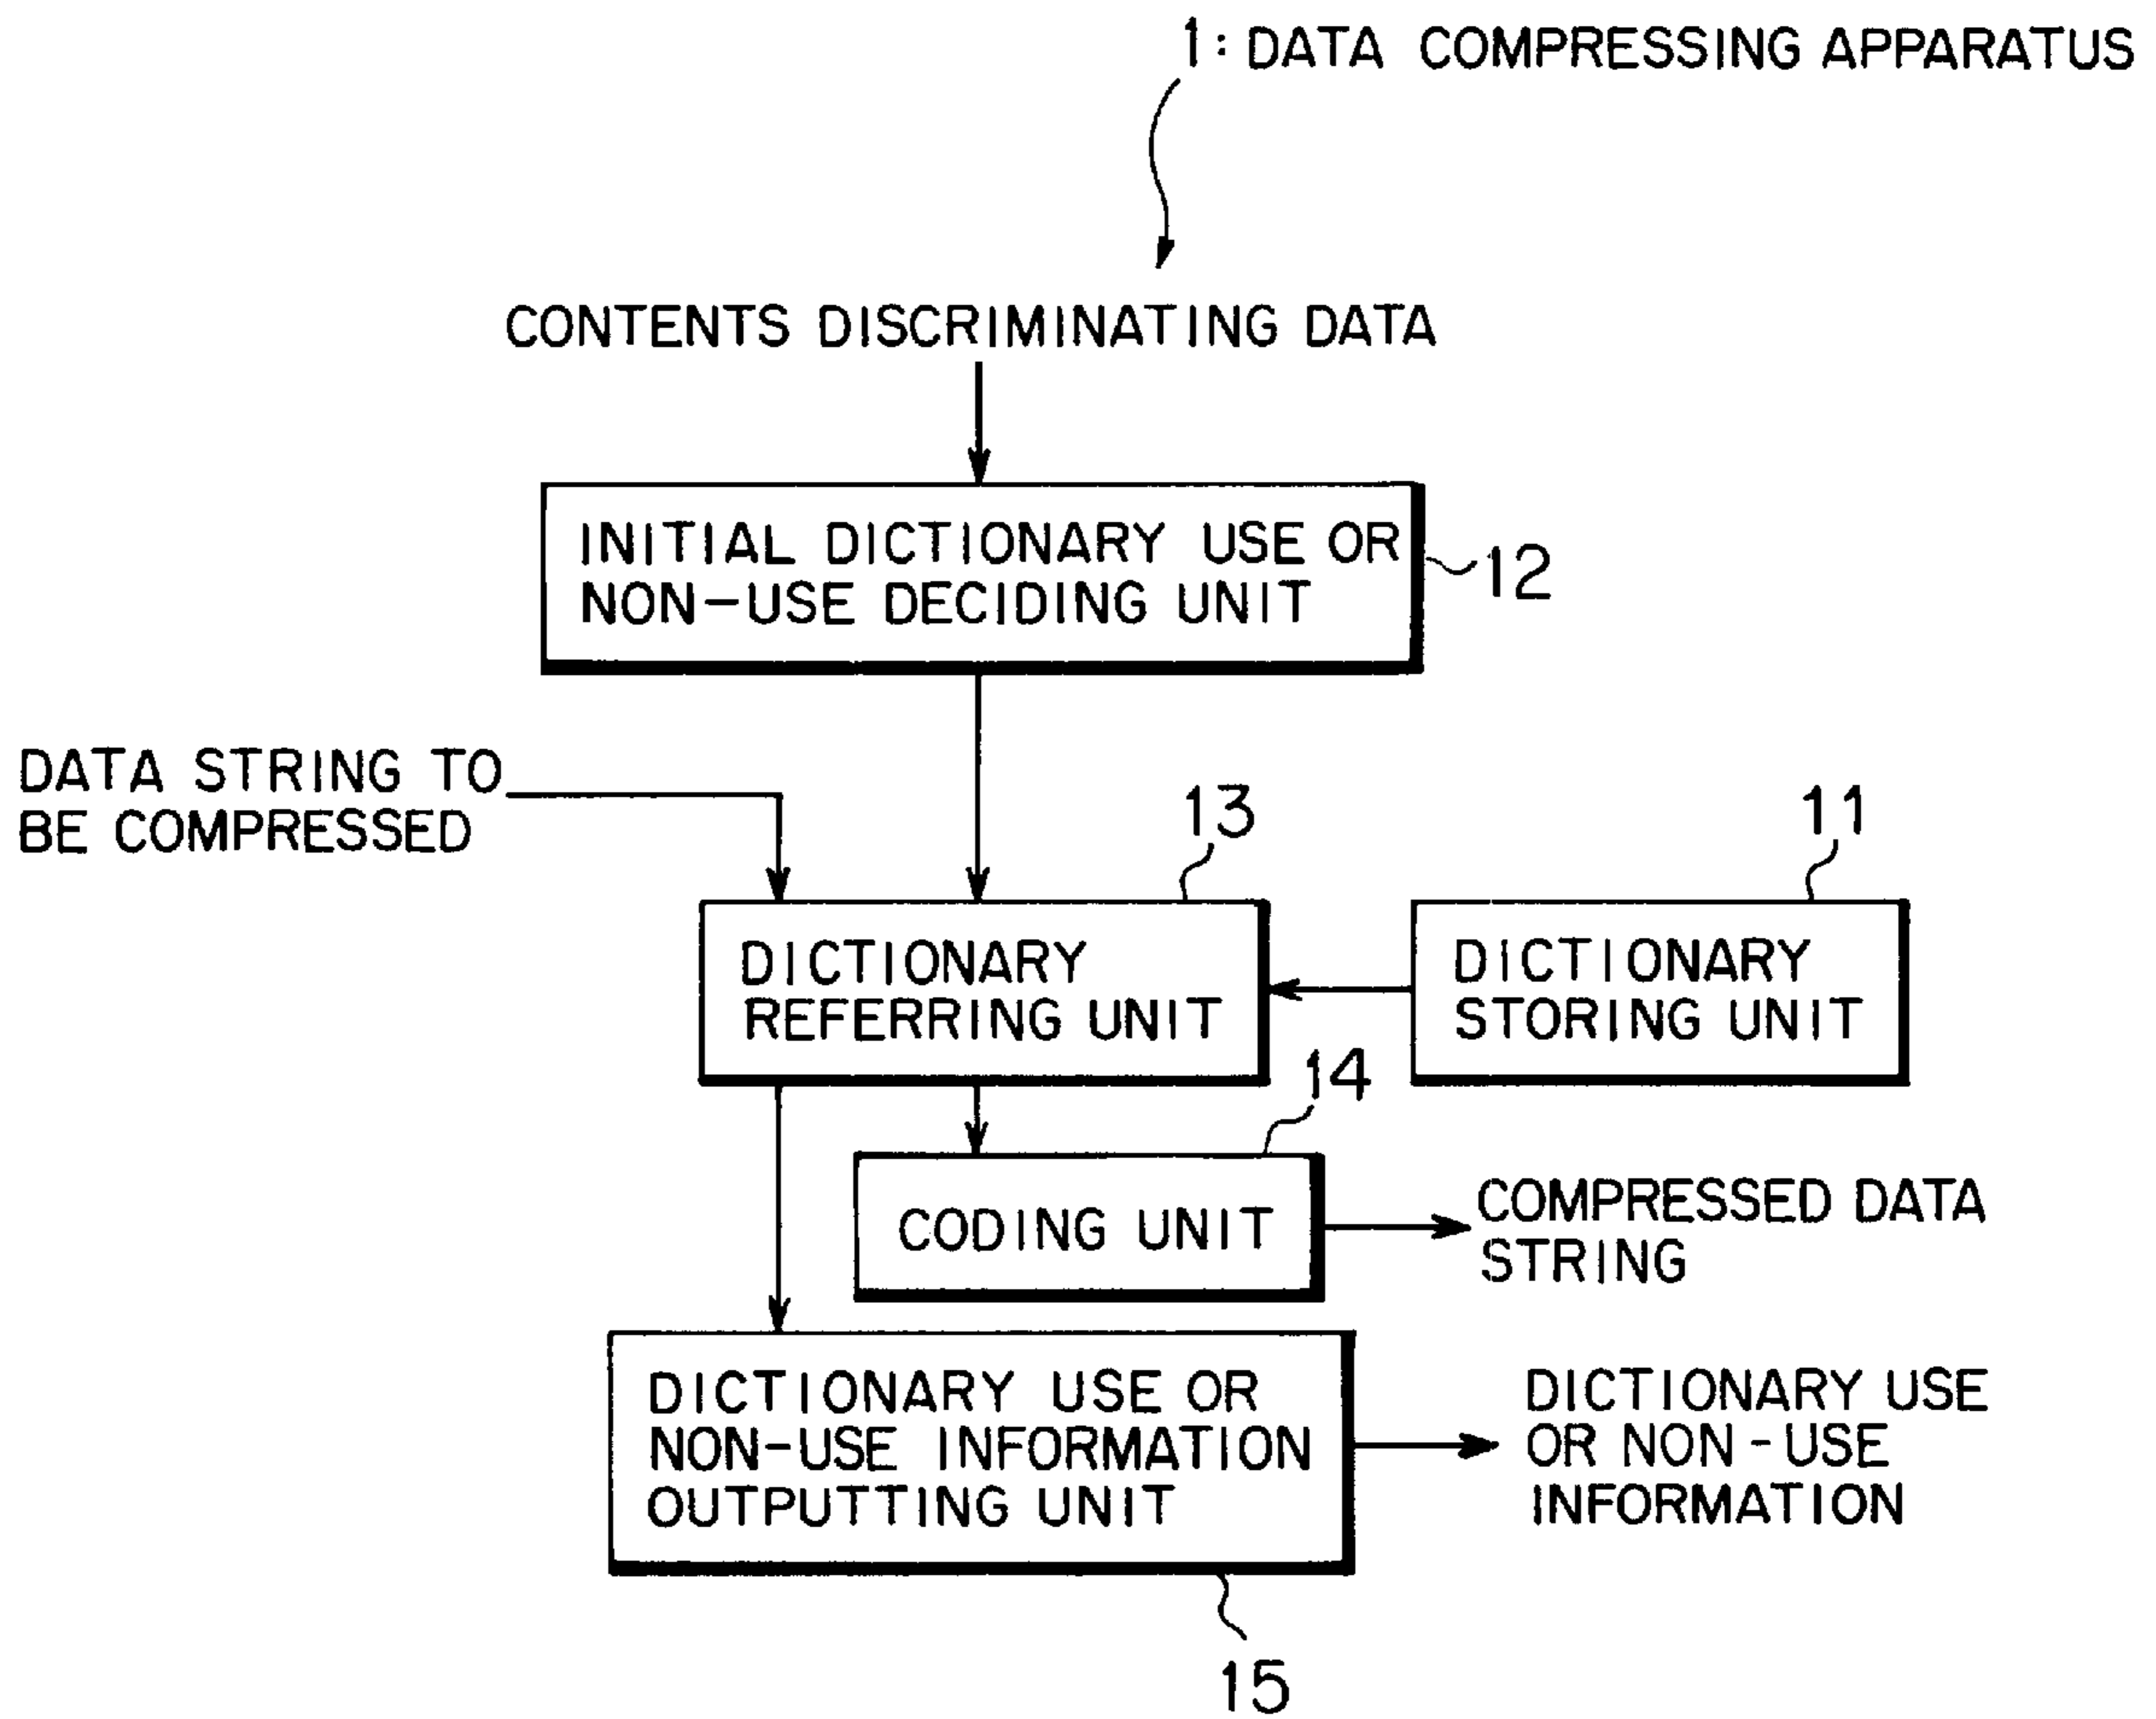 1: DATA COMPRESSING APPARATUS
CONTENTS DISCRIMINATING DATA
INITIAL DICTIONARY USE OR
NON-USE DECIDING UNIT
12
DATA STRING TO
BE COMPRESSED
13
11
DICTIONARY
REFERRING UNIT
DICTIONARY
STORING UNIT
14
CODING UNIT
COMPRESSED DATA
STRING
DICTIONARY USE OR
NON-USE INFORMATION
OUTPUTTING UNIT
DICTIONARY USE
OR NON-USE
INFORMATION
15